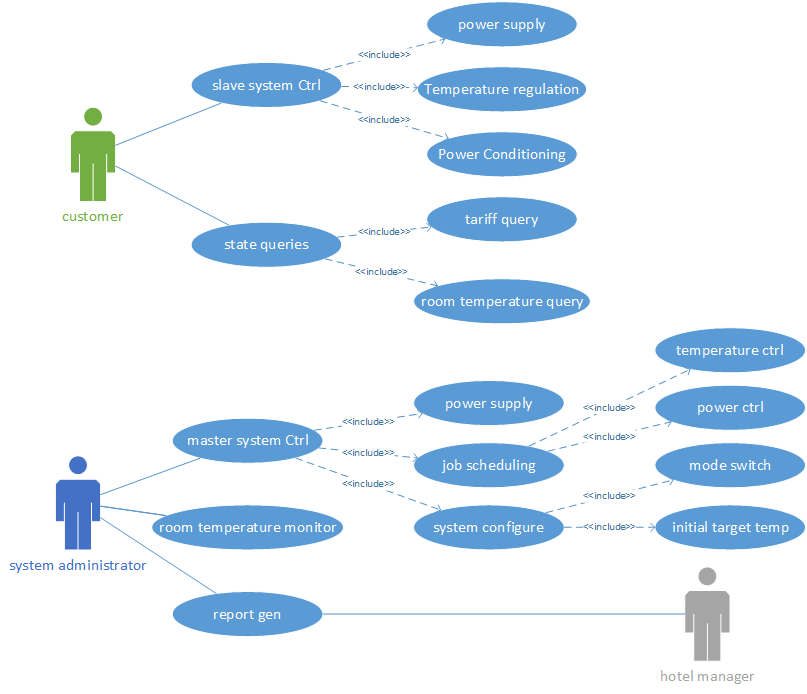 power supply
<<include>>
slave system Ctrl
<<include>>
Temperature regulation
<<include>>
Power Conditioning
customer
tariff query
<<include>>
state queries
<<include>>
room temperature query
temperature ctrl
power supply
<<include>>
power ctrl
<<include>>
master system Ctrl
<<include>>
<<include>>
job scheduling
mode switch
<<include>>
<<include>>
room temperature monitor
system configure
<<include>>
initial target temp
system administrator
report gen
hotel manager